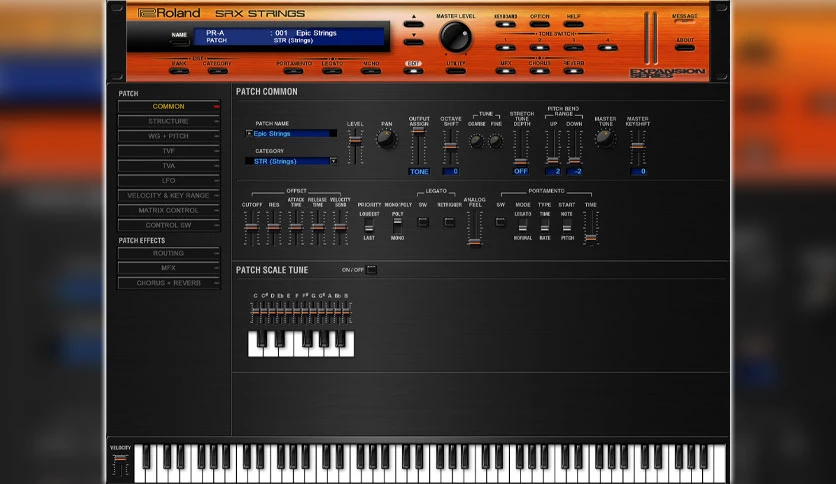 Roland SRX STRINGS
MASTER LEVEL
KEYBOARD OPTION HELP
MESSAGE
NAME
PR-A : 001 Epic Strings
PATCH STR (Strings)
TONE SWITCH
1 2 3 4
ABOUT
LIST
BANK CATEGORY
PORTAMENTO LEGATO MONO
EDIT
UTILITY
MFX CHORUS REVERB
EXPANSION
SERIES
PATCH
COMMON
STRUCTURE
WG + PITCH
TVF
TVA
LFO
VELOCITY & KEY RANGE
MATRIX CONTROL
CONTROL SW
PATCH EFFECTS
ROUTING
MFX
CHORUS + REVERB
PATCH COMMON
PATCH NAME
Epic Strings
CATEGORY
STR (Strings)
LEVEL
PAN
OUTPUT
ASSIGN
TONE
OCTAVE
SHIFT
0
TUNE
COARSE FINE
STRETCH
TUNE
DEPTH
OFF
PITCH BEND
RANGE
UP DOWN
2 -2
MASTER
TUNE
MASTER
KEYSHIFT
0
OFFSET
CUTOFF RES
ATTACK
TIME
RELEASE
TIME
VELOCITY
SENS
PRIORITY
LOUDEST
LAST
MONO/POLY
POLY
MONO
LEGATO
SW RETRIGGER
ANALOG
FEEL
PORTAMENTO
SW MODE TYPE START TIME
LEGATO TIME NOTE
NORMAL RATE PITCH
PATCH SCALE TUNE
ON / OFF
C C# D Eb E F F# G G# A Bb B
VELOCITY